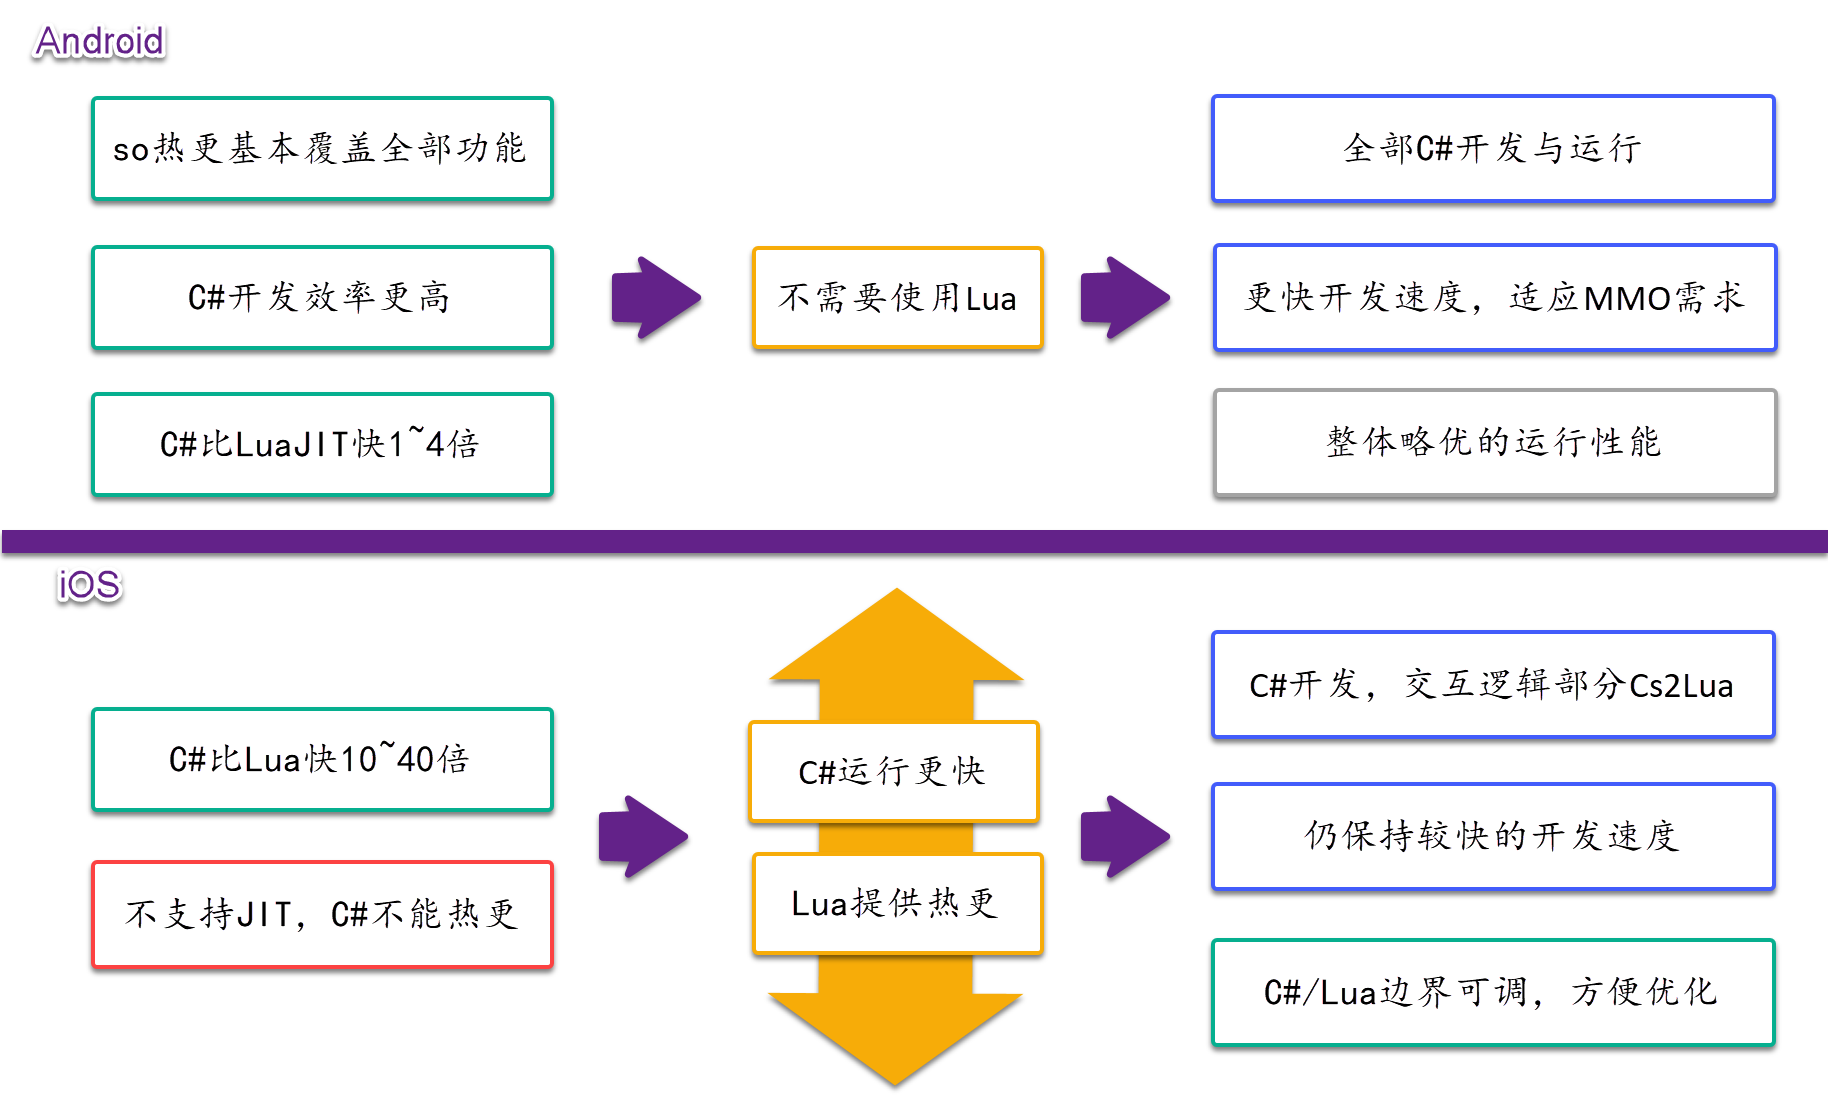 Android
so热更基本覆盖全部功能
全部C#开发与运行
C#开发效率更高
不需要使用Lua
更快开发速度，适应MMO需求
C#比LuaJIT快1~4倍
整体略优的运行性能
iOS
C#开发，交互逻辑部分Cs2Lua
C#比Lua快10~40倍
C#运行更快
仍保持较快的开发速度
不支持JIT，C#不能热更
Lua提供热更
C#/Lua边界可调，方便优化